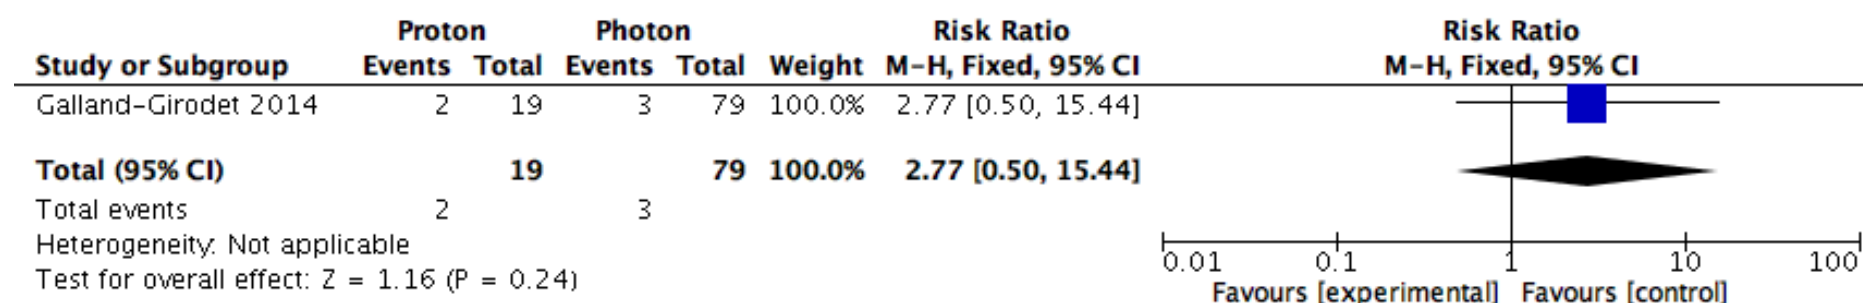 Proton Photon Risk Ratio Risk Ratio
Study or Subgroup Events Total Events Total Weight M-H, Fixed, 95% CI M-H, Fixed, 95% CI
Galland-Girodet 2014 2 19 3 79 100.0% 2.77 [0.50, 15.44]
Total (95% CI) 19 79 100.0% 2.77 [0.50, 15.44]
Total events 2 3
Heterogeneity: Not applicable
Test for overall effect: Z = 1.16 (P = 0.24)
0.01 0.1 1 10 100
Favours [experimental] Favours [control]